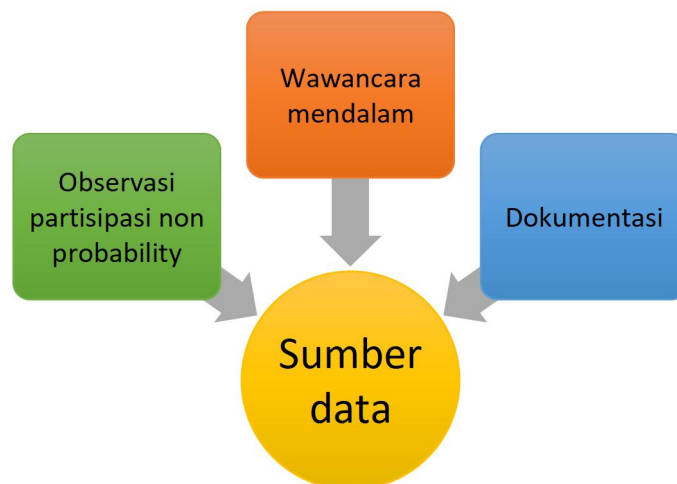 Wawancara
mendalam
Observasi
partisipasi non
probability
Dokumentasi
Sumber
data